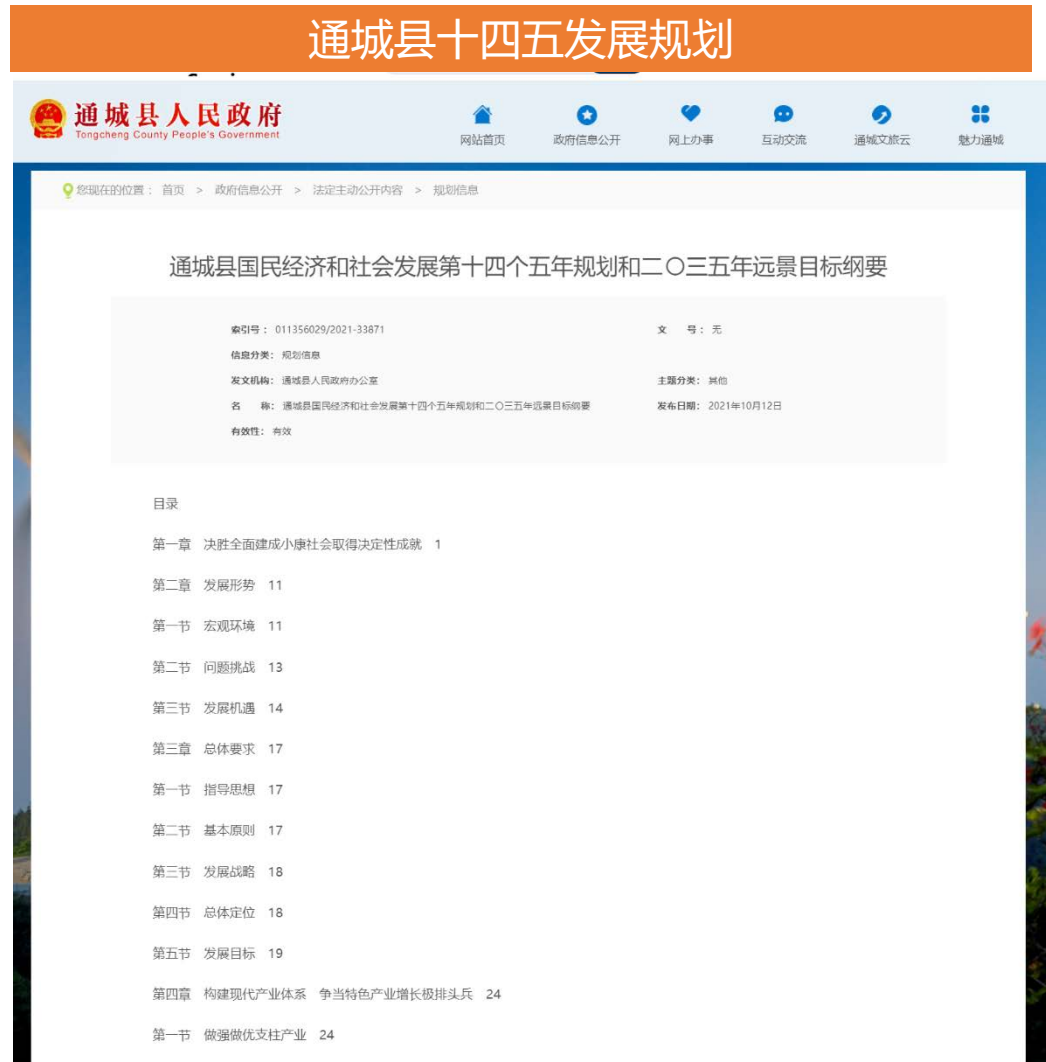 通城县十四五发展规划
通城县人民政府
Tongcheng County People's Government
网站首页 政府信息公开 网上办事 互动交流 通城文旅云 魅力通城
您现在的位置： 首页 > 政府信息公开 > 法定主动公开内容 > 规划信息
通城县国民经济和社会发展第十四个五年规划和二〇三五年远景目标纲要
索引号： 011356029/2021-33871 文 号： 无
信息分类： 规划信息
发文机构： 通城县人民政府办公室 主题分类： 其他
名 称： 通城县国民经济和社会发展第十四个五年规划和二〇三五年远景目标纲要 发布日期： 2021年10月12日
有效性： 有效
目录
第一章 决胜全面建成小康社会取得决定性成就 1
第二章 发展形势 11
第一节 宏观环境 11
第二节 问题挑战 13
第三节 发展机遇 14
第三章 总体要求 17
第一节 指导思想 17
第二节 基本原则 17
第三节 发展战略 18
第四节 总体定位 18
第五节 发展目标 19
第四章 构建现代产业体系 争当特色产业增长极排头兵 24
第一节 做强做优支柱产业 24